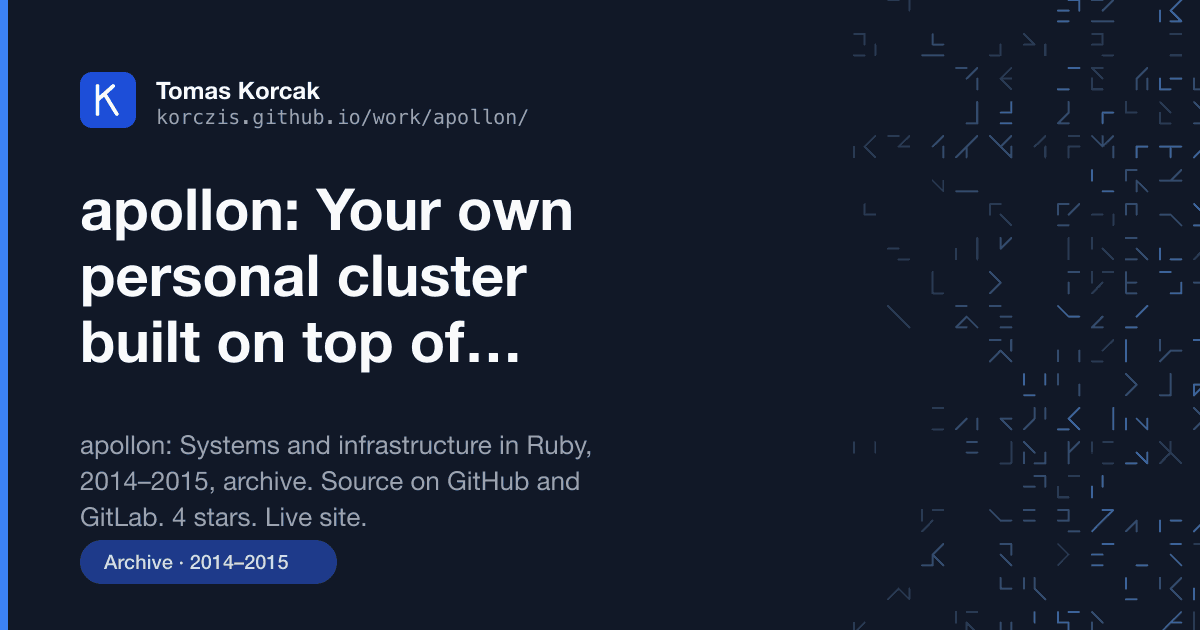 K
Tomas Korcak
korczis.github.io/work/apollon/
apollon: Your own
personal cluster
built on top of…
apollon: Systems and infrastructure in Ruby,
2014–2015, archive. Source on GitHub and
GitLab. 4 stars. Live site.
Archive · 2014–2015